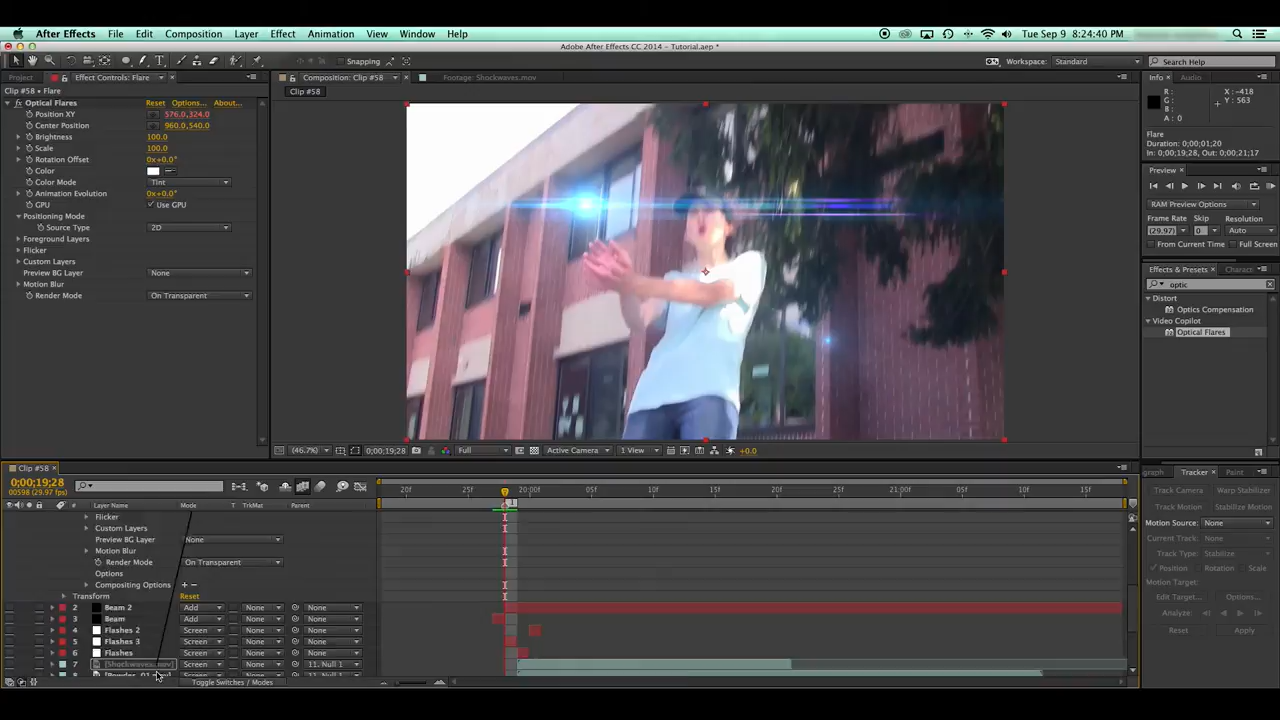 After Effects File Edit Composition Layer Effect Animation View Window Help Tue Sep 9 8:24:40 PM
Adobe After Effects CC 2014 - Tutorial.aep *
Snapping Workspace: Standard Search Help
Project Effect Controls: Flare Composition: Clip #58 Footage: Shockwaves.mov Info Audio
Clip #58 • Flare Clip #58
Optical Flares Reset Options... About...
Position XY 576.0,324.0
Center Position 960.0,540.0
Brightness 100.0
Scale 100.0
Rotation Offset 0x+0.0°
Color
Color Mode Tint
Animation Evolution 0x+0.0°
GPU Use GPU
Positioning Mode
Source Type 2D
Foreground Layers
Flicker
Custom Layers
Preview BG Layer None
Motion Blur
Render Mode On Transparent
R :
G :
B :
A : 0
X : -418
Y : 563
Flare
Duration: 0;00;01;20
In: 0;00;19;28, Out: 0;00;21;17
Preview
RAM Preview Options
Frame Rate Skip Resolution
(29.97) 0 Auto
From Current Time Full Screen
Effects & Presets Charact
optic
Distort
Optics Compensation
Video Copilot
Optical Flares
(46.7%) 0;00;19;28 Full Active Camera 1 View +0.0
Clip #58
0;00;19;28
00598 (29.97 fps)
# Layer Name Mode T TrkMat Parent
20f 20:00f 05f 10f 15f 20f 25f 21:00f 05f 10f 15f
Flicker
Custom Layers
Preview BG Layer None
Motion Blur
Render Mode On Transparent
Options
Compositing Options + −
Transform Reset
2 Beam 2 Add None None
3 Beam Add None None
4 Flashes 2 Screen None None
5 Flashes 3 Screen None None
6 Flashes Screen None None
7 [Shockwaves.mov] Screen None 11. Null 1
Toggle Switches / Modes
graph Tracker Paint
Track Camera Warp Stabilizer
Track Motion Stabilize Motion
Motion Source: None
Current Track: None
Track Type: Stabilize
Position Rotation Scale
Motion Target:
Edit Target... Options...
Analyze:
Reset Apply